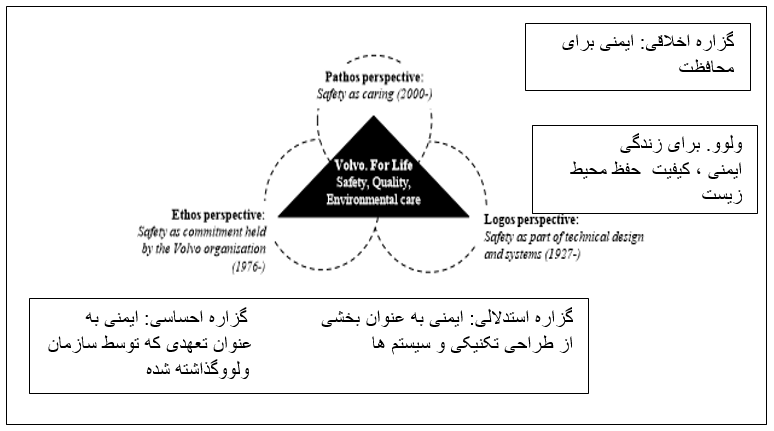 گزاره اخلاقی: ایمنی برای
محافظت
Pathos perspective:
Safety as caring (2000-)
ولوو. برای زندگی
ایمنی ، کیفیت حفظ محیط
زیست
Volvo. For Life
Safety, Quality,
Environmental care
Ethos perspective:
Safety as commitment held
by the Volvo organisation
(1976-)
Logos perspective:
Safety as part of technical design
and systems (1927-)
گزاره استدلالی: ایمنی به عنوان بخشی
از طراحی تکنیکی و سیستم ها
گزاره احساسی: ایمنی به
عنوان تعهدی که توسط سازمان
ولووگذاشته شده